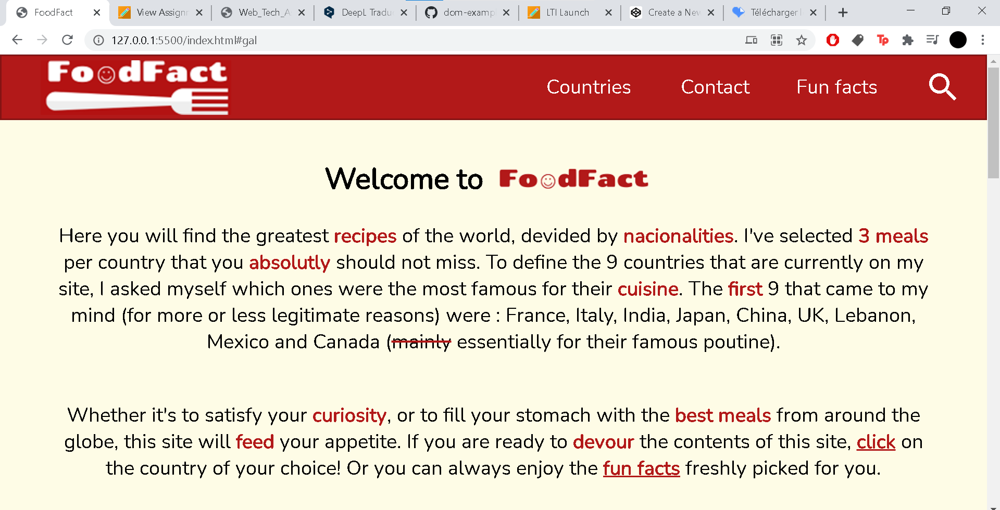 FoodFact
View Assign
Web_Tech_A
DeepL Tradu
dom-examp
LTI Launch
Create a New
Télécharger
127.0.0.1:5500/index.html#gal
FoodFact
Countries
Contact
Fun facts
Welcome to FoodFact
Here you will find the greatest recipes of the world, devided by nacionalities. I've selected 3 meals
per country that you absolutly should not miss. To define the 9 countries that are currently on my
site, I asked myself which ones were the most famous for their cuisine. The first 9 that came to my
mind (for more or less legitimate reasons) were : France, Italy, India, Japan, China, UK, Lebanon,
Mexico and Canada (mainly essentially for their famous poutine).
Whether it's to satisfy your curiosity, or to fill your stomach with the best meals from around the
globe, this site will feed your appetite. If you are ready to devour the contents of this site, click on
the country of your choice! Or you can always enjoy the fun facts freshly picked for you.